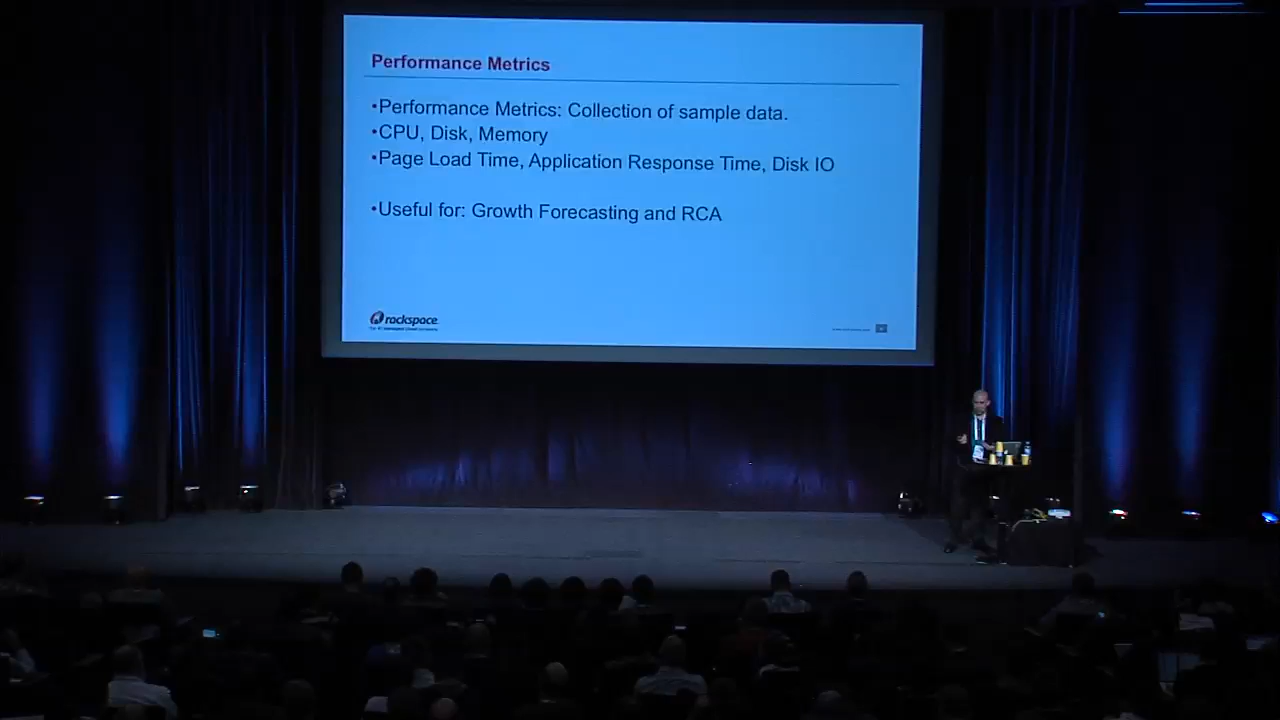 Performance Metrics
•Performance Metrics: Collection of sample data.
•CPU, Disk, Memory
•Page Load Time, Application Response Time, Disk IO
•Useful for: Growth Forecasting and RCA
rackspace